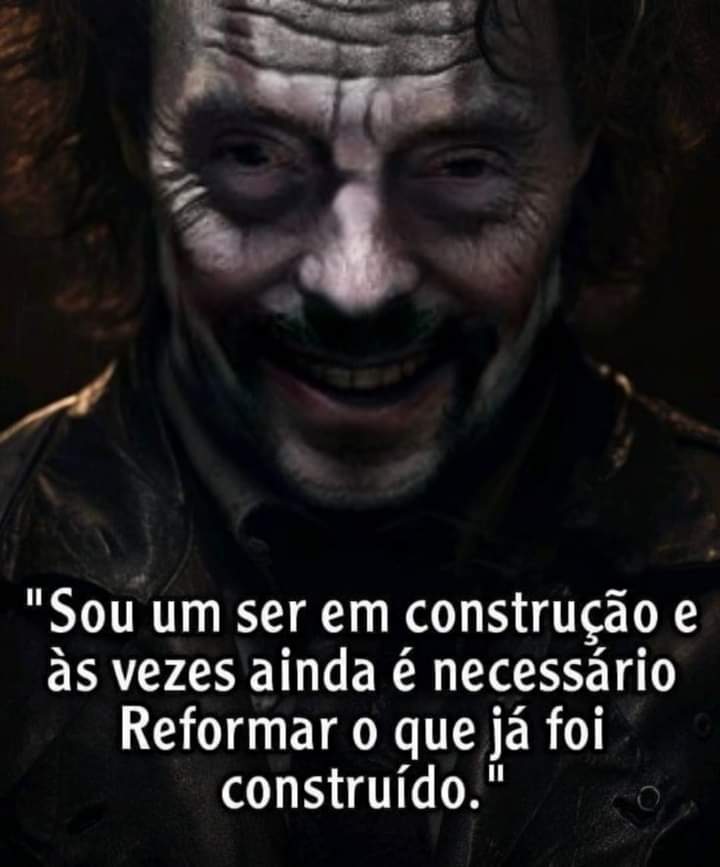 "Sou um ser em construção e
às vezes ainda é necessário
Reformar o que já foi
construído."